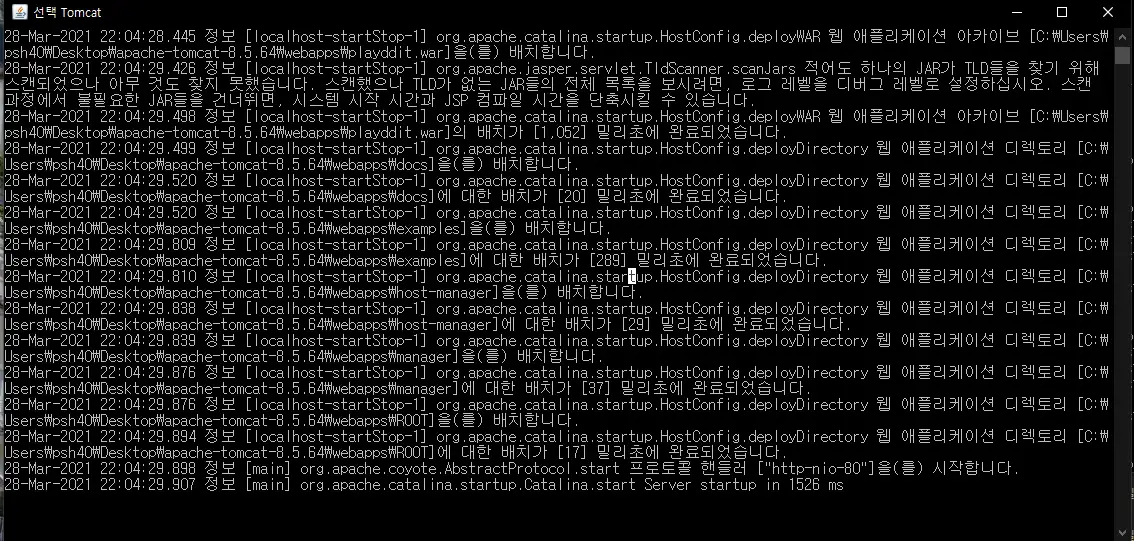 선택 Tomcat
28-Mar-2021 22:04:28.445 정보 [localhost-startStop-1] org.apache.catalina.startup.HostConfig.deployWAR 웹 애플리케이션 아카이브 [C:₩Users₩
psh40₩Desktop₩apache-tomcat-8.5.64₩webapps₩playddit.war]을(를) 배치합니다.
28-Mar-2021 22:04:29.426 정보 [localhost-startStop-1] org.apache.jasper.servlet.TldScanner.scanJars 적어도 하나의 JAR가 TLD들을 찾기 위해
스캔되었으나 아무 것도 찾지 못했습니다. 스캔했으나 TLD가 없는 JAR들의 전체 목록을 보시려면, 로그 레벨을 디버그 레벨로 설정하십시오. 스캔
과정에서 불필요한 JAR들을 건너뛰면, 시스템 시작 시간과 JSP 컴파일 시간을 단축시킬 수 있습니다.
28-Mar-2021 22:04:29.498 정보 [localhost-startStop-1] org.apache.catalina.startup.HostConfig.deployWAR 웹 애플리케이션 아카이브 [C:₩Users₩
psh40₩Desktop₩apache-tomcat-8.5.64₩webapps₩playddit.war]의 배치가 [1,052] 밀리초에 완료되었습니다.
28-Mar-2021 22:04:29.499 정보 [localhost-startStop-1] org.apache.catalina.startup.HostConfig.deployDirectory 웹 애플리케이션 디렉토리 [C:₩
Users₩psh40₩Desktop₩apache-tomcat-8.5.64₩webapps₩docs]을(를) 배치합니다.
28-Mar-2021 22:04:29.520 정보 [localhost-startStop-1] org.apache.catalina.startup.HostConfig.deployDirectory 웹 애플리케이션 디렉토리 [C:₩
Users₩psh40₩Desktop₩apache-tomcat-8.5.64₩webapps₩docs]에 대한 배치가 [20] 밀리초에 완료되었습니다.
28-Mar-2021 22:04:29.520 정보 [localhost-startStop-1] org.apache.catalina.startup.HostConfig.deployDirectory 웹 애플리케이션 디렉토리 [C:₩
Users₩psh40₩Desktop₩apache-tomcat-8.5.64₩webapps₩examples]을(를) 배치합니다.
28-Mar-2021 22:04:29.809 정보 [localhost-startStop-1] org.apache.catalina.startup.HostConfig.deployDirectory 웹 애플리케이션 디렉토리 [C:₩
Users₩psh40₩Desktop₩apache-tomcat-8.5.64₩webapps₩examples]에 대한 배치가 [289] 밀리초에 완료되었습니다.
28-Mar-2021 22:04:29.810 정보 [localhost-startStop-1] org.apache.catalina.startup.HostConfig.deployDirectory 웹 애플리케이션 디렉토리 [C:₩
Users₩psh40₩Desktop₩apache-tomcat-8.5.64₩webapps₩host-manager]을(를) 배치합니다.
28-Mar-2021 22:04:29.838 정보 [localhost-startStop-1] org.apache.catalina.startup.HostConfig.deployDirectory 웹 애플리케이션 디렉토리 [C:₩
Users₩psh40₩Desktop₩apache-tomcat-8.5.64₩webapps₩host-manager]에 대한 배치가 [29] 밀리초에 완료되었습니다.
28-Mar-2021 22:04:29.839 정보 [localhost-startStop-1] org.apache.catalina.startup.HostConfig.deployDirectory 웹 애플리케이션 디렉토리 [C:₩
Users₩psh40₩Desktop₩apache-tomcat-8.5.64₩webapps₩manager]을(를) 배치합니다.
28-Mar-2021 22:04:29.876 정보 [localhost-startStop-1] org.apache.catalina.startup.HostConfig.deployDirectory 웹 애플리케이션 디렉토리 [C:₩
Users₩psh40₩Desktop₩apache-tomcat-8.5.64₩webapps₩manager]에 대한 배치가 [37] 밀리초에 완료되었습니다.
28-Mar-2021 22:04:29.876 정보 [localhost-startStop-1] org.apache.catalina.startup.HostConfig.deployDirectory 웹 애플리케이션 디렉토리 [C:₩
Users₩psh40₩Desktop₩apache-tomcat-8.5.64₩webapps₩ROOT]을(를) 배치합니다.
28-Mar-2021 22:04:29.894 정보 [localhost-startStop-1] org.apache.catalina.startup.HostConfig.deployDirectory 웹 애플리케이션 디렉토리 [C:₩
Users₩psh40₩Desktop₩apache-tomcat-8.5.64₩webapps₩ROOT]에 대한 배치가 [17] 밀리초에 완료되었습니다.
28-Mar-2021 22:04:29.898 정보 [main] org.apache.coyote.AbstractProtocol.start 프로토콜 핸들러 ["http-nio-80"]을(를) 시작합니다.
28-Mar-2021 22:04:29.907 정보 [main] org.apache.catalina.startup.Catalina.start Server startup in 1526 ms